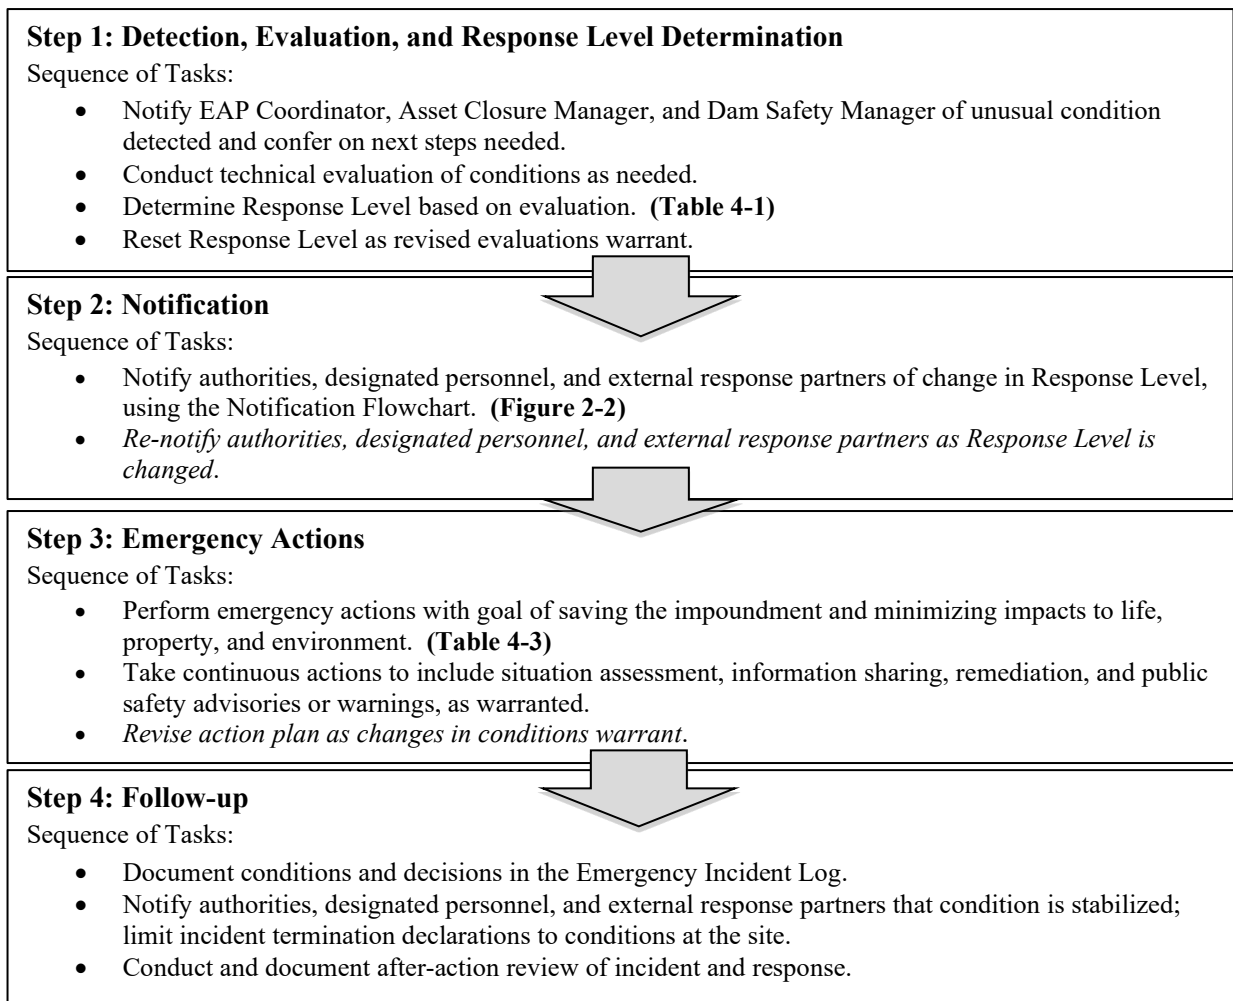 Step 1: Detection, Evaluation, and Response Level Determination
Sequence of Tasks:
• Notify EAP Coordinator, Asset Closure Manager, and Dam Safety Manager of unusual condition
detected and confer on next steps needed.
• Conduct technical evaluation of conditions as needed.
• Determine Response Level based on evaluation. (Table 4-1)
• Reset Response Level as revised evaluations warrant.
Step 2: Notification
Sequence of Tasks:
• Notify authorities, designated personnel, and external response partners of change in Response Level,
using the Notification Flowchart. (Figure 2-2)
• Re-notify authorities, designated personnel, and external response partners as Response Level is
changed.
Step 3: Emergency Actions
Sequence of Tasks:
• Perform emergency actions with goal of saving the impoundment and minimizing impacts to life,
property, and environment. (Table 4-3)
• Take continuous actions to include situation assessment, information sharing, remediation, and public
safety advisories or warnings, as warranted.
• Revise action plan as changes in conditions warrant.
Step 4: Follow-up
Sequence of Tasks:
• Document conditions and decisions in the Emergency Incident Log.
• Notify authorities, designated personnel, and external response partners that condition is stabilized;
limit incident termination declarations to conditions at the site.
• Conduct and document after-action review of incident and response.